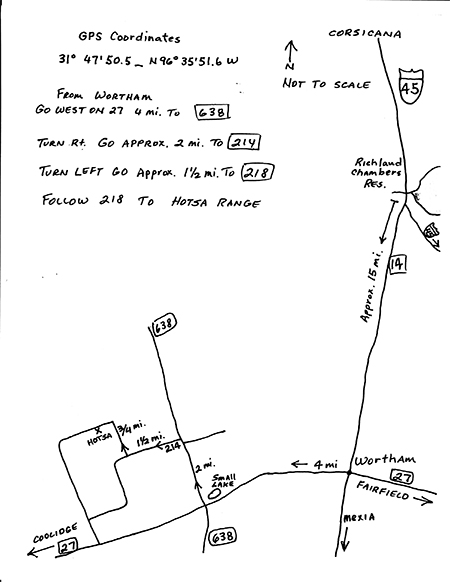 GPS Coordinates
31° 47' 50.5 _ N96° 35' 51.6 W
From Wortham
Go West on 27 4 mi. To 638
Turn Rt. Go Approx. 2 mi. To 214
Turn Left Go Approx. 1½ mi. To 218
Follow 218 To HOTSA Range
N
Not to Scale
Corsicana
45
Richland
Chambers
Res.
14
Approx. 15 mi.
638
X
HOTSA
3/4 mi.
1½ mi.
214
2 mi.
Small
Lake
4 mi
Wortham
27
Fairfield
Mexia
Coolidge
27
638